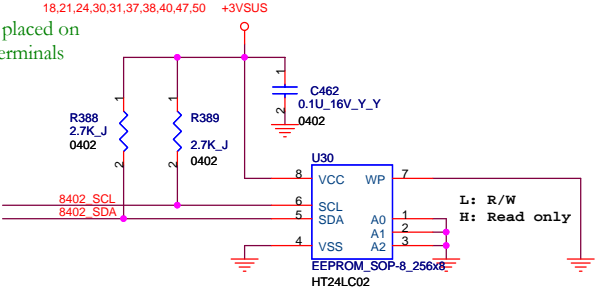 18,21,24,30,31,37,38,40,47,50 +3VSUS
placed on
erminals
1
C462
0.1U_16V_Y_Y
2
0402
1 1
R388 R389
2.7K_J 2.7K_J
0402 0402
2 2
U30
8 VCC WP 7
8402_SCL 6 SCL
8402_SDA 5 SDA
L: R/W
H: Read only
A0 1
A1 2
4 VSS A2 3
EEPROM_SOP-8_256x8
HT24LC02